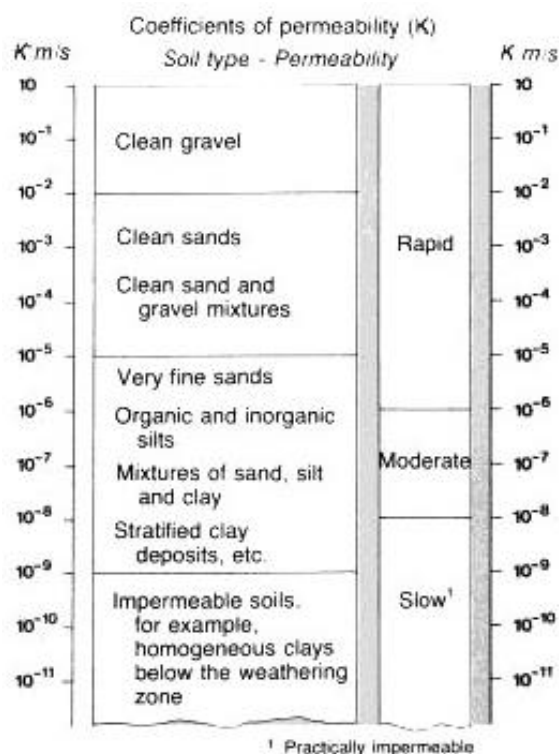 Coefficients of permeability (K)
K m/s
Soil type - Permeability
K m/s
10
10
10⁻¹
Clean gravel
10⁻¹
10⁻²
10⁻²
10⁻³
Clean sands
Rapid
10⁻³
10⁻⁴
Clean sand and
gravel mixtures
10⁻⁴
10⁻⁵
10⁻⁵
Very fine sands
10⁻⁶
10⁻⁶
Organic and inorganic
silts
10⁻⁷
Mixtures of sand, silt
and clay
Moderate
10⁻⁷
10⁻⁸
10⁻⁸
Stratified clay
deposits, etc.
10⁻⁹
10⁻⁹
Impermeable soils,
for example,
homogeneous clays
below the weathering
zone
Slow¹
10⁻¹⁰
10⁻¹⁰
10⁻¹¹
10⁻¹¹
¹ Practically impermeable